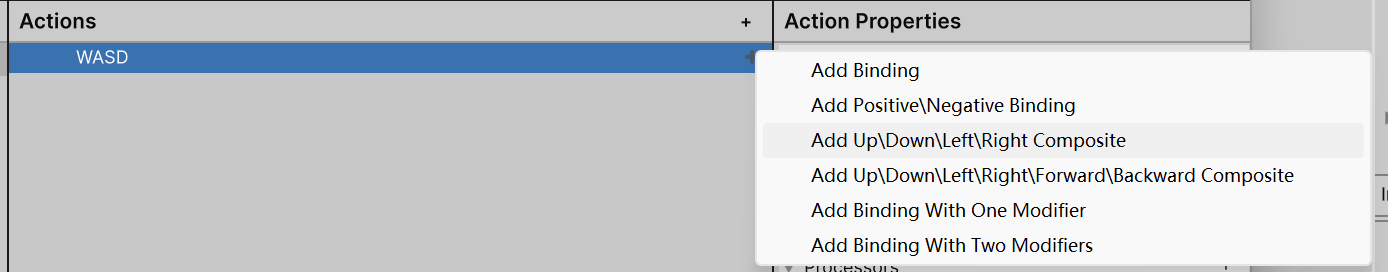 Actions + Action Properties
WASD +
Add Binding
Add Positive\Negative Binding
Add Up\Down\Left\Right Composite
Add Up\Down\Left\Right\Forward\Backward Composite
Add Binding With One Modifier
Add Binding With Two Modifiers
Processors